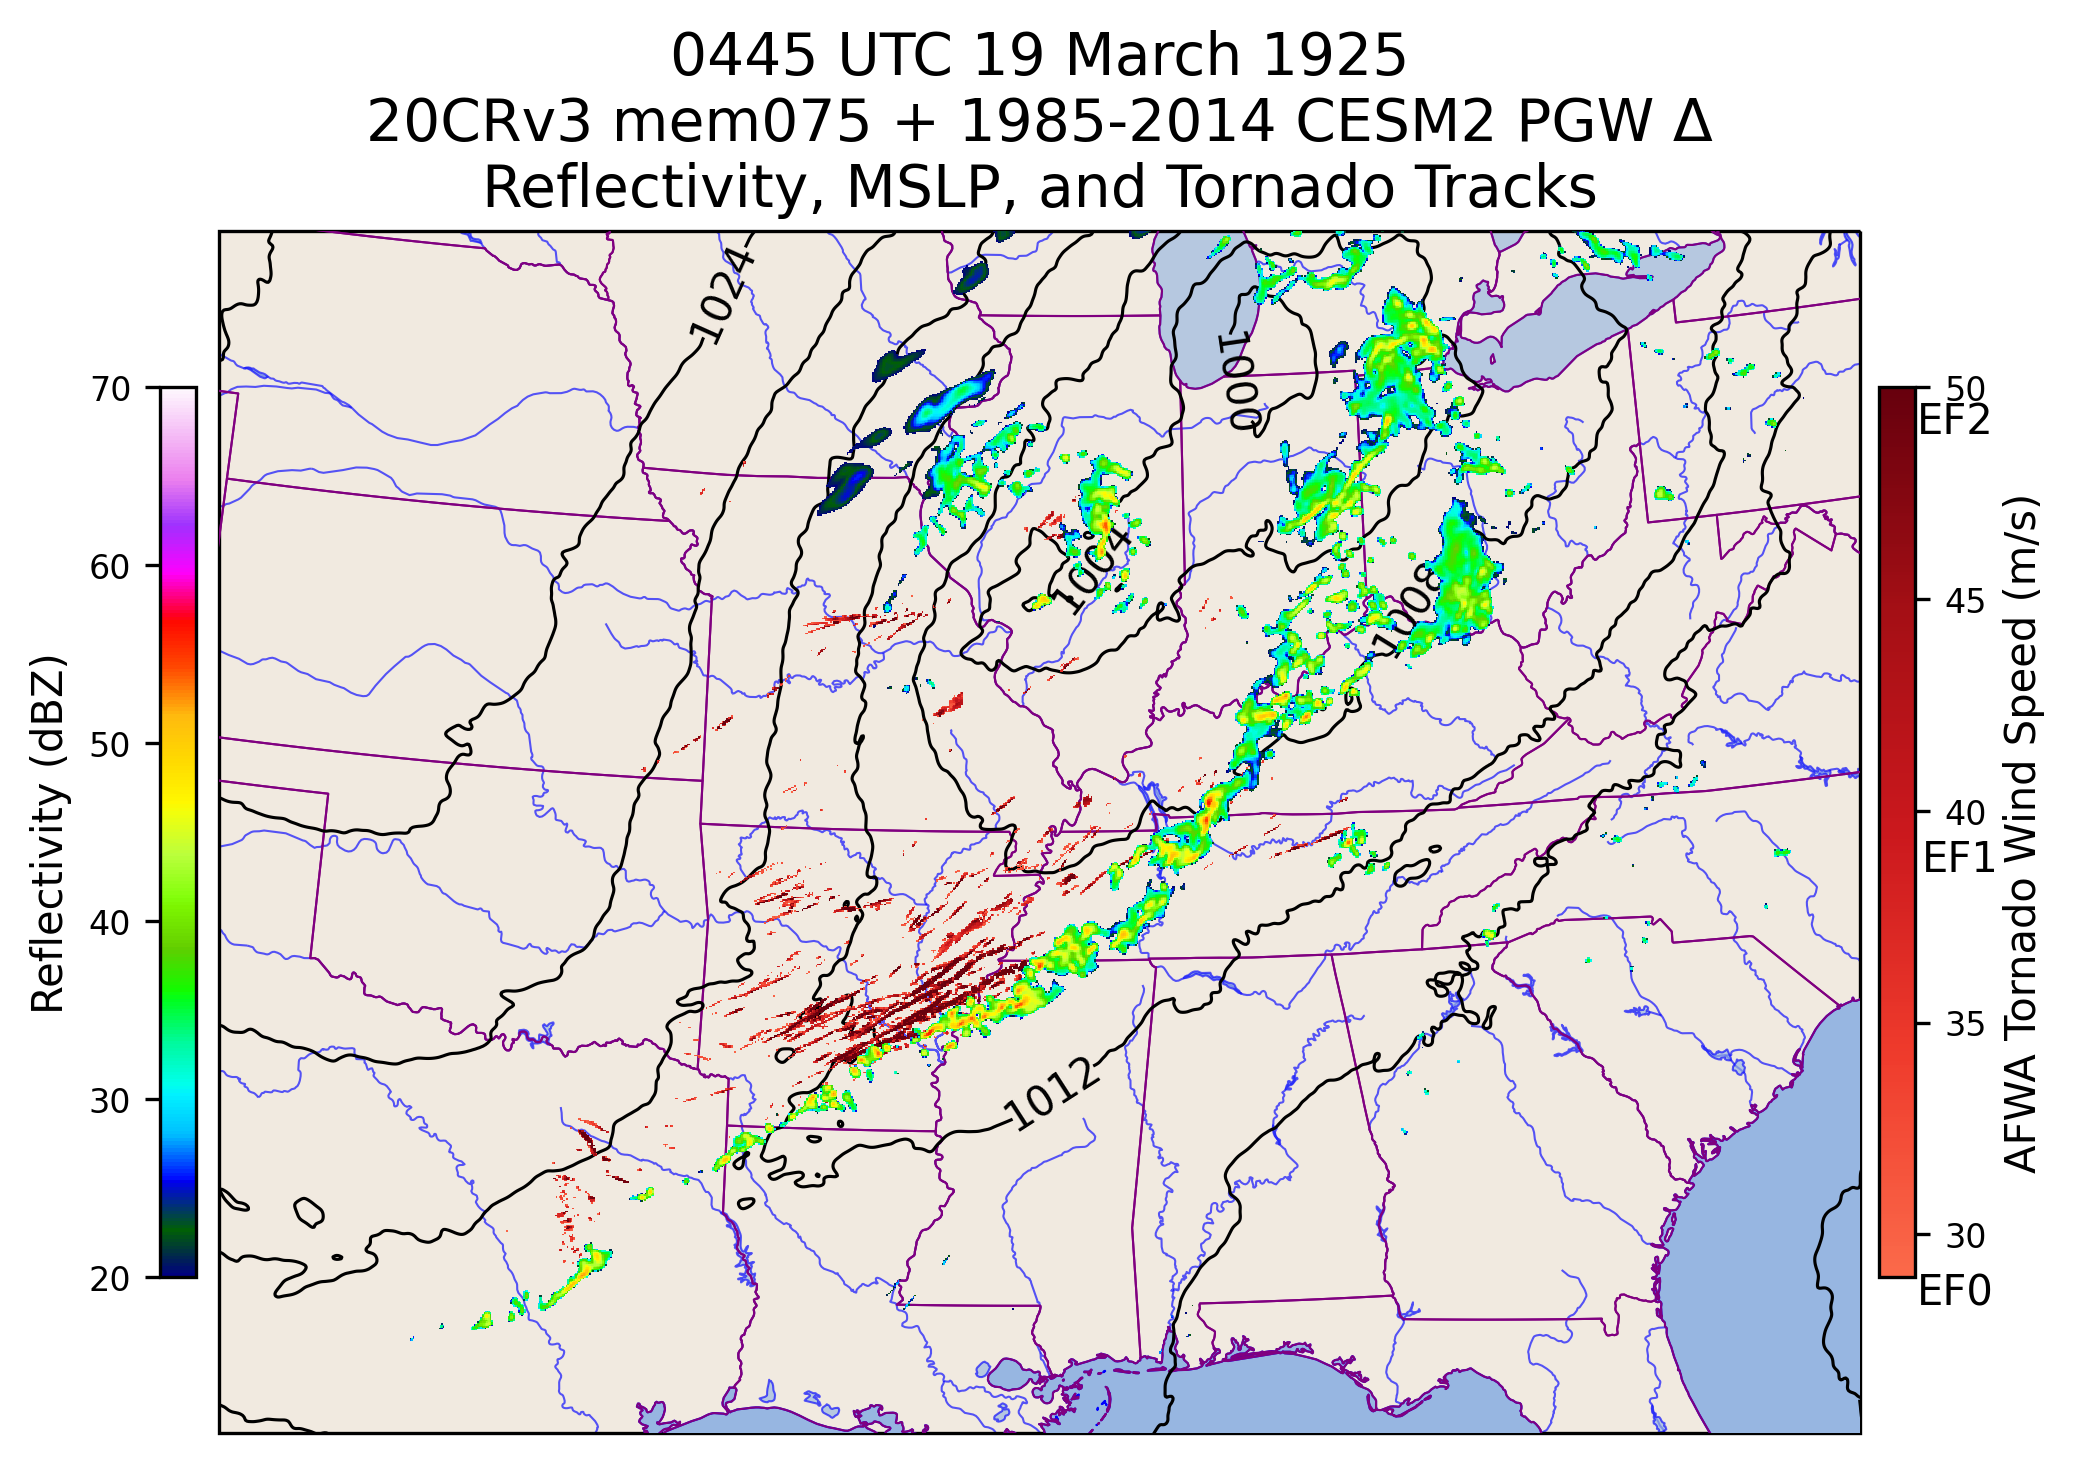 0445 UTC 19 March 1925
20CRv3 mem075 + 1985-2014 CESM2 PGW Δ
Reflectivity, MSLP, and Tornado Tracks
1024
1000
1004
1008
1012
70
60
50
40
30
20
Reflectivity (dBZ)
50
EF2
45
40
EF1
35
30
EF0
AFWA Tornado Wind Speed (m/s)